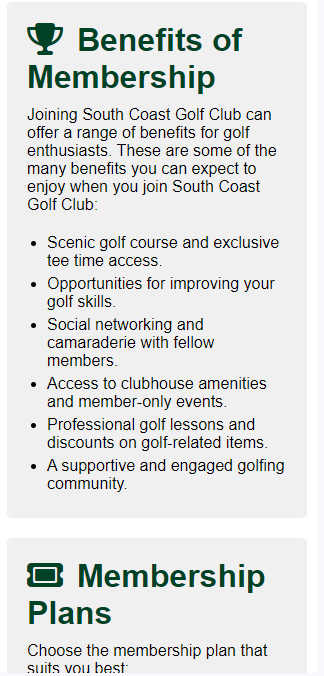 Benefits of
Membership
Joining South Coast Golf Club can
offer a range of benefits for golf
enthusiasts. These are some of the
many benefits you can expect to
enjoy when you join South Coast
Golf Club:
• Scenic golf course and exclusive
tee time access.
• Opportunities for improving your
golf skills.
• Social networking and
camaraderie with fellow
members.
• Access to clubhouse amenities
and member-only events.
• Professional golf lessons and
discounts on golf-related items.
• A supportive and engaged golfing
community.
Membership
Plans
Choose the membership plan that
suits you best: